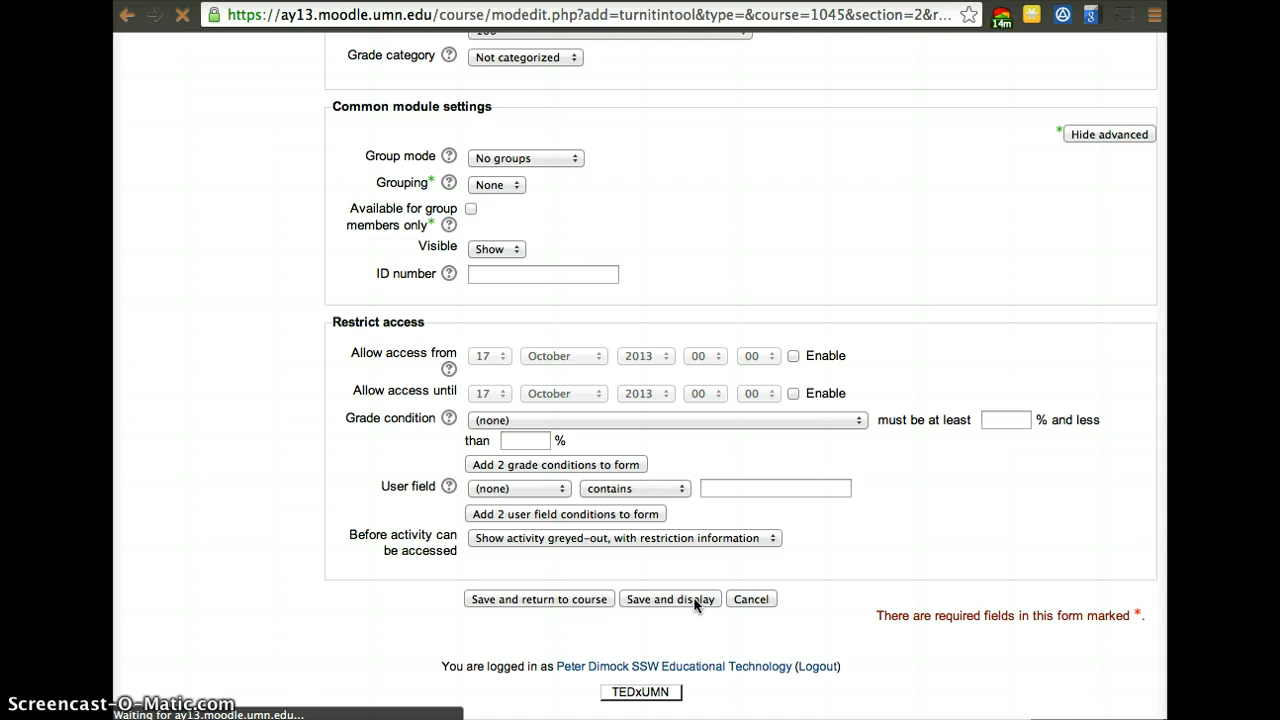 https://ay13.moodle.umn.edu/course/modedit.php?add=turnitintool&type=&course=1045&section=2&r...
14m
Grade category Not categorized
Common module settings
* Hide advanced
Group mode No groups
Grouping* None
Available for group
members only*
Visible Show
ID number
Restrict access
Allow access from 17 October 2013 00 00 Enable
Allow access until 17 October 2013 00 00 Enable
Grade condition (none) must be at least % and less
than %
Add 2 grade conditions to form
User field (none) contains
Add 2 user field conditions to form
Before activity can
be accessed Show activity greyed-out, with restriction information
Save and return to course Save and display Cancel
There are required fields in this form marked *.
You are logged in as Peter Dimock SSW Educational Technology (Logout)
TEDxUMN
Screencast-O-Matic.com
Waiting for ay13.moodle.umn.edu...